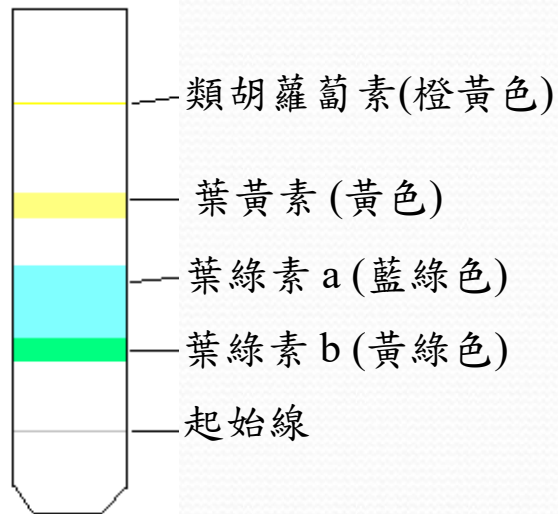 類胡蘿蔔素(橙黃色)
葉黃素 (黃色)
葉綠素 a (藍綠色)
葉綠素 b (黃綠色)
起始線